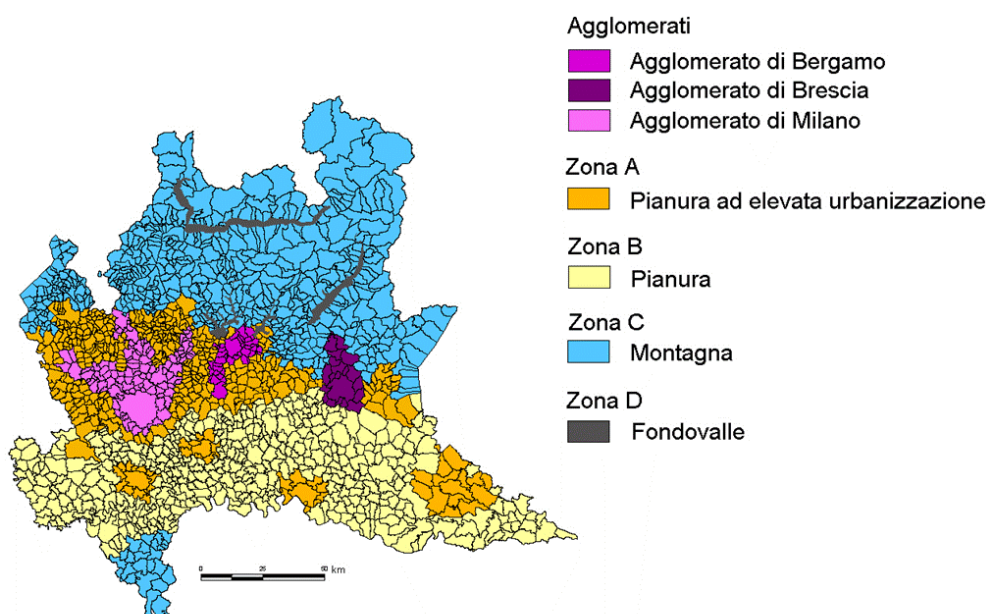 Agglomerati
Agglomerato di Bergamo
Agglomerato di Brescia
Agglomerato di Milano
Zona A
Pianura ad elevata urbanizzazione
Zona B
Pianura
Zona C
Montagna
Zona D
Fondovalle
0 25 50 km